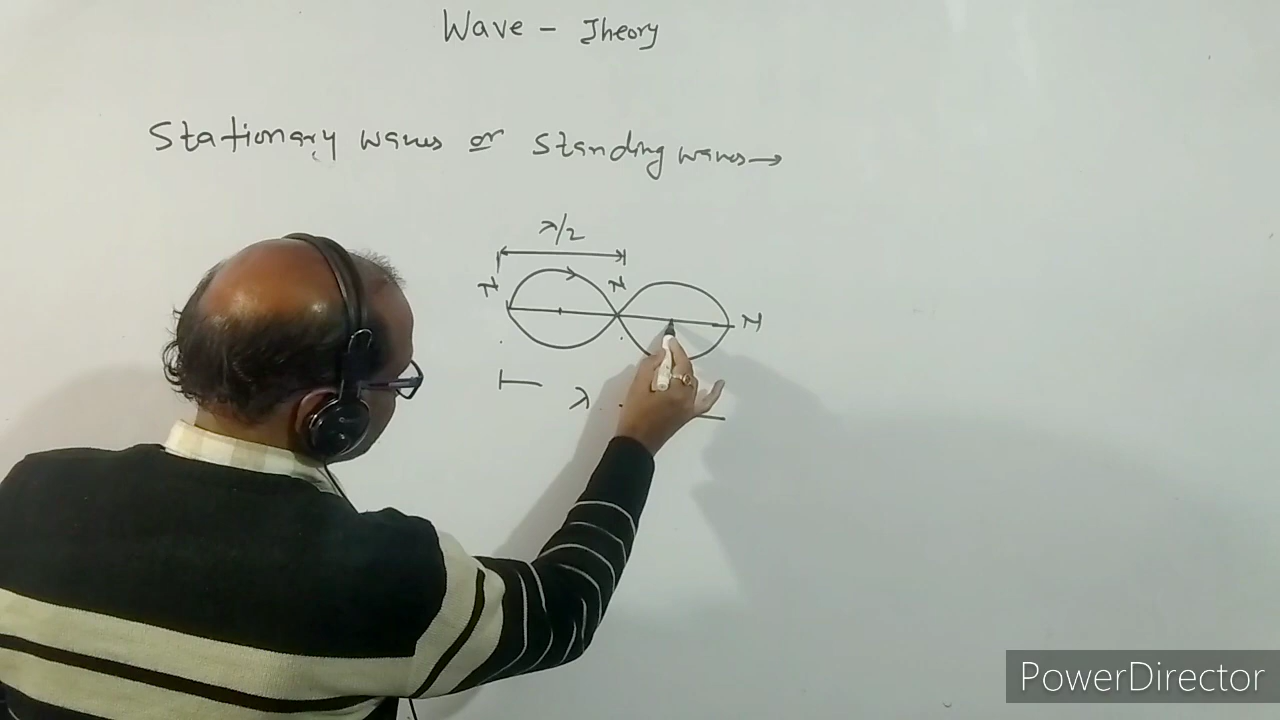 Wave - Theory
Stationary waves or standing waves→
λ/2
N N N
λ
PowerDirector